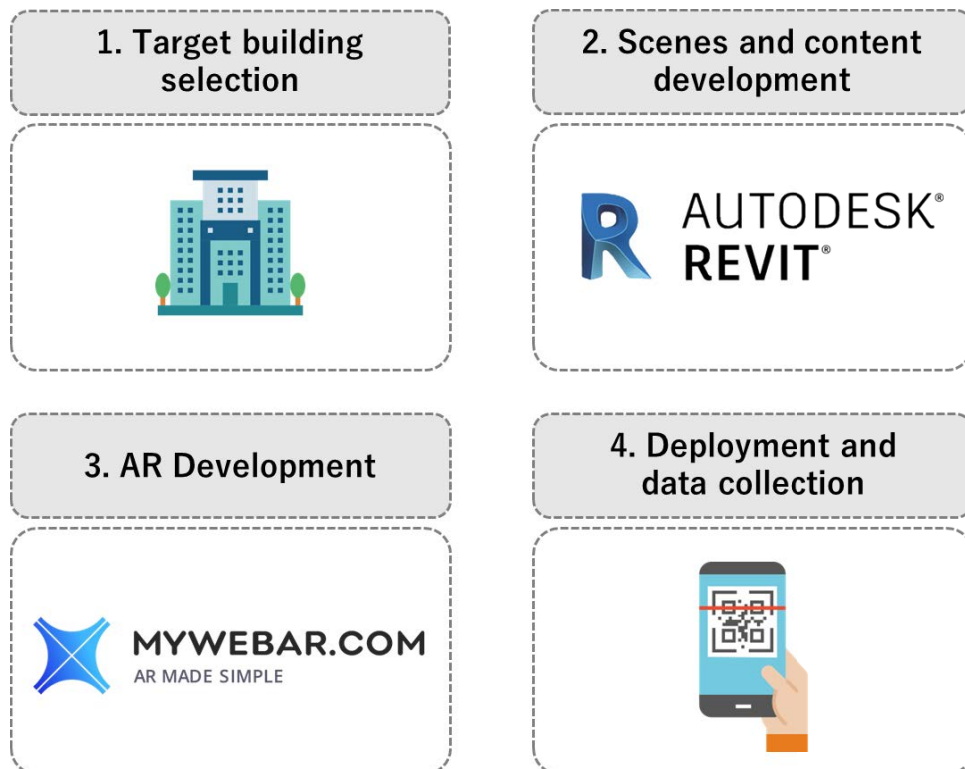 1. Target building
selection
2. Scenes and content
development
AUTODESK®
REVIT®
3. AR Development
4. Deployment and
data collection
MYWEBAR.COM
AR MADE SIMPLE